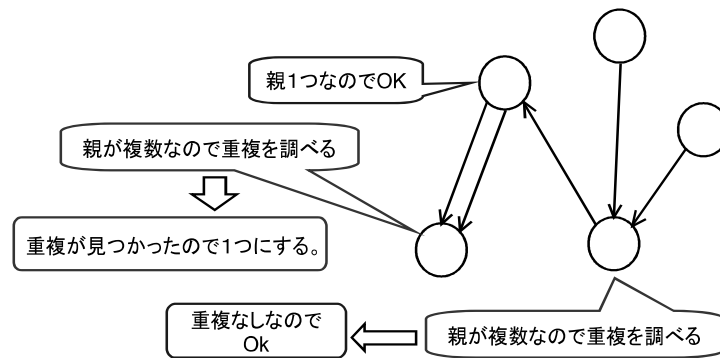 親1つなのでOK
親が複数なので重複を調べる
重複が見つかったので1つにする。
重複なしなので
Ok
親が複数なので重複を調べる